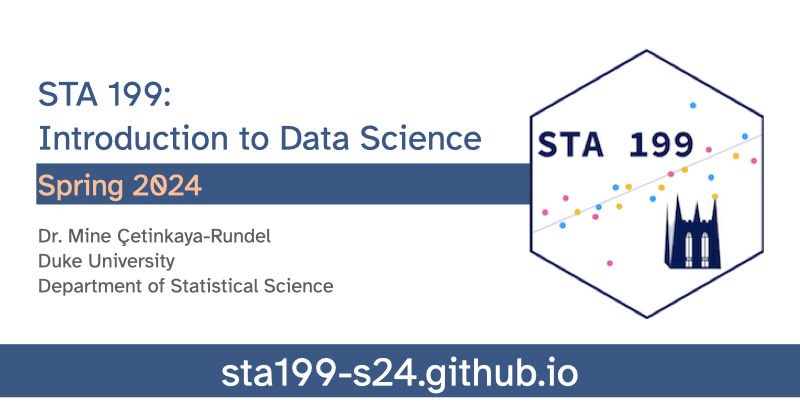 STA 199:
Introduction to Data Science
Spring 2024
Dr. Mine Çetinkaya-Rundel
Duke University
Department of Statistical Science
STA 199
sta199-s24.github.io